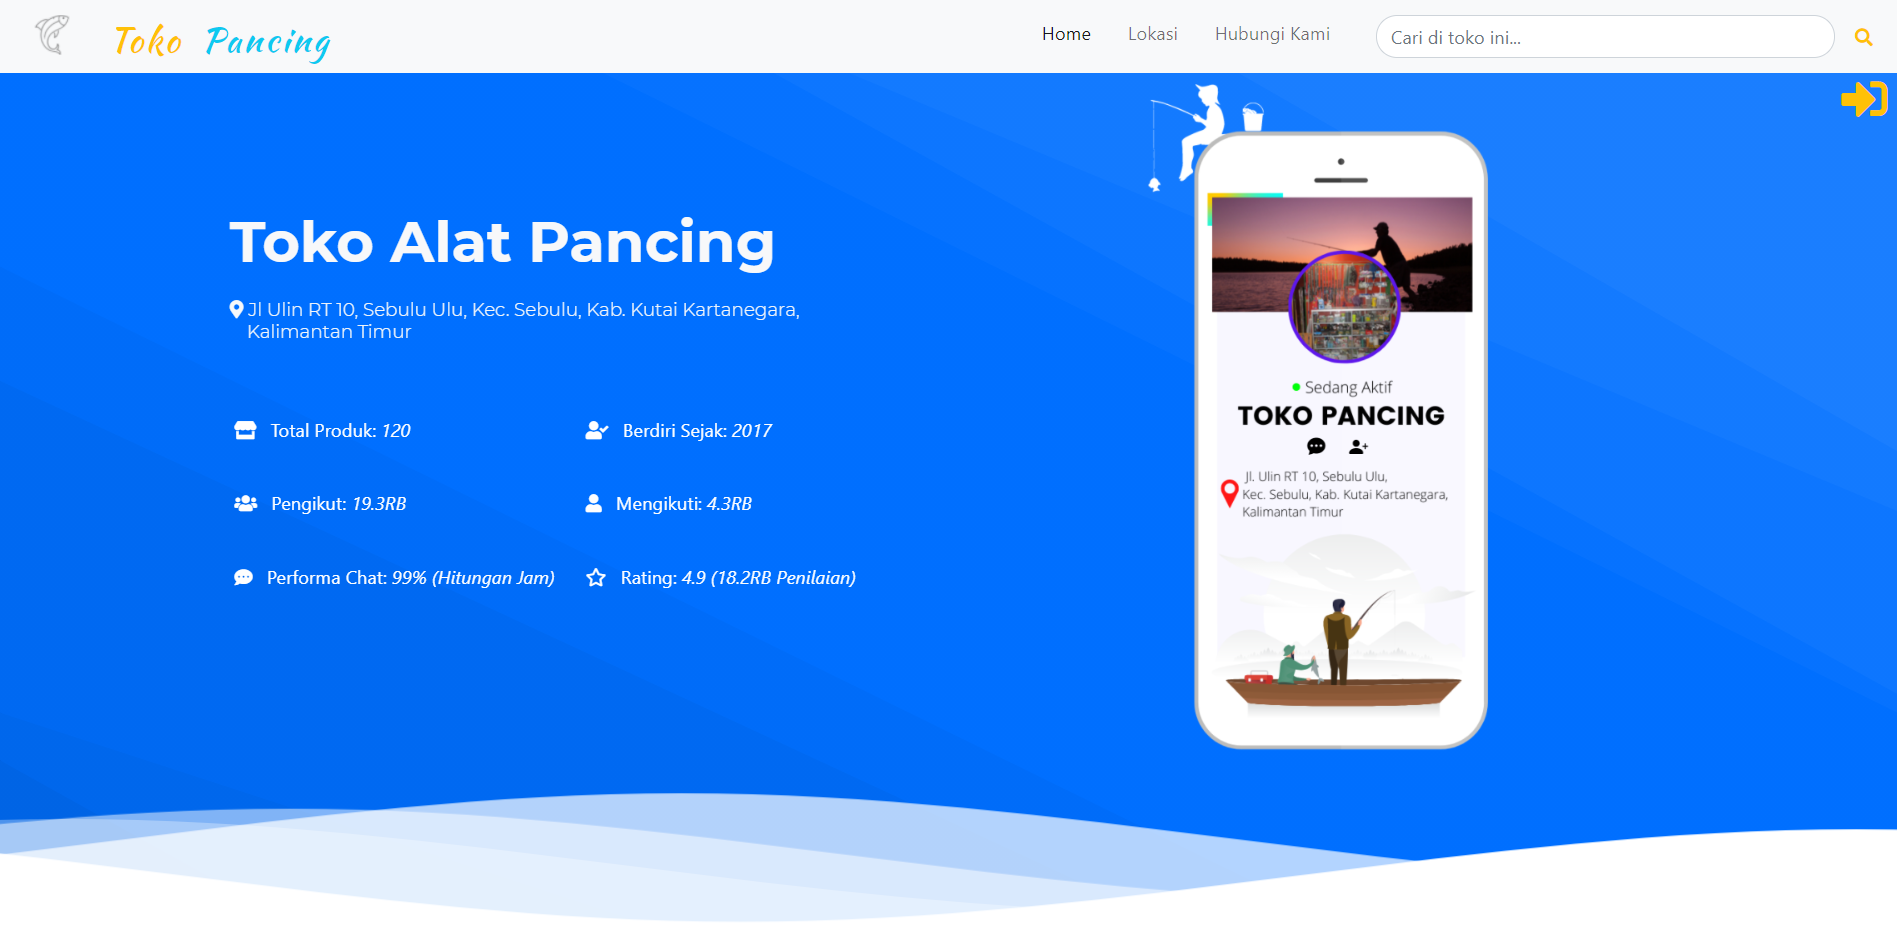 Toko Pancing
Home
Lokasi
Hubungi Kami
Cari di toko ini...
Toko Alat Pancing
Jl Ulin RT 10, Sebulu Ulu, Kec. Sebulu, Kab. Kutai Kartanegara,
Kalimantan Timur
Total Produk: 120
Berdiri Sejak: 2017
Pengikut: 19.3RB
Mengikuti: 4.3RB
Performa Chat: 99% (Hitungan Jam)
Rating: 4.9 (18.2RB Penilaian)
Sedang Aktif
TOKO PANCING
Jl. Ulin RT 10, Sebulu Ulu,
Kec. Sebulu, Kab. Kutai Kartanegara,
Kalimantan Timur